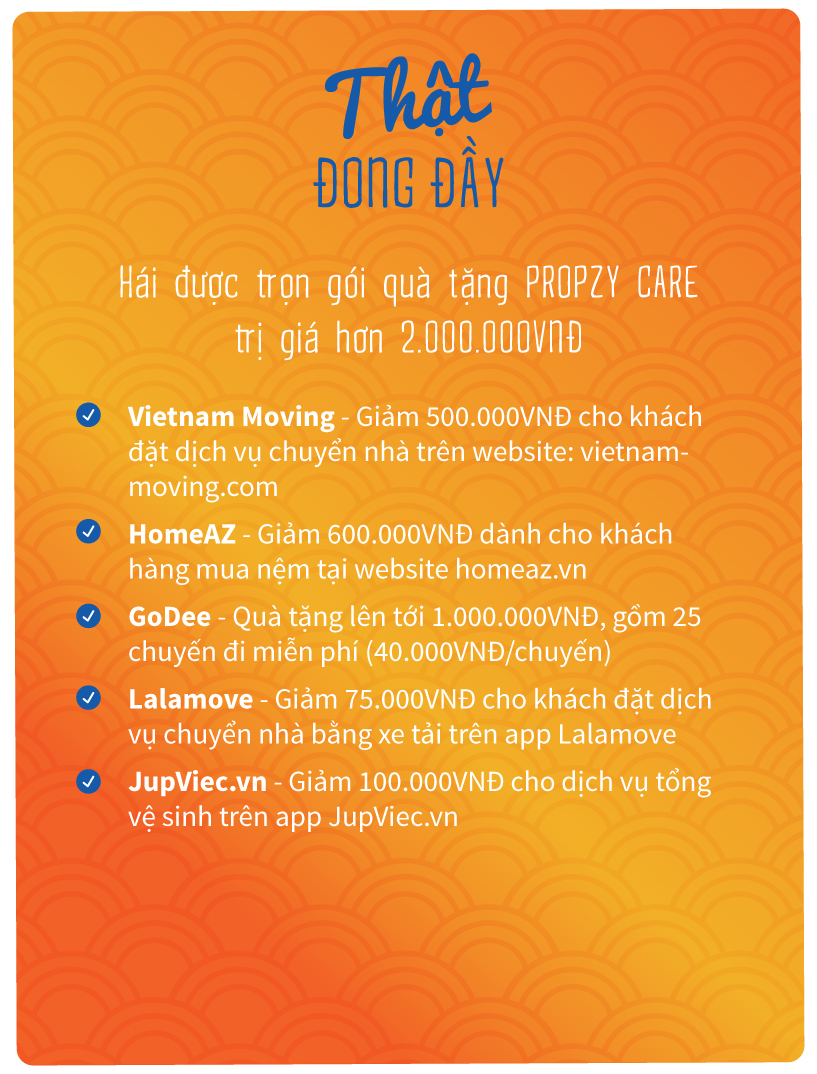 Thật
ĐONG ĐẦY
Hái được trọn gói quà tặng PROPZY CARE
trị giá hơn 2.000.000VNĐ
Vietnam Moving - Giảm 500.000VNĐ cho khách
đặt dịch vụ chuyển nhà trên website: vietnam-
moving.com
HomeAZ - Giảm 600.000VNĐ dành cho khách
hàng mua nệm tại website homeaz.vn
GoDee - Quà tặng lên tới 1.000.000VNĐ, gồm 25
chuyến đi miễn phí (40.000VNĐ/chuyến)
Lalamove - Giảm 75.000VNĐ cho khách đặt dịch
vụ chuyển nhà bằng xe tải trên app Lalamove
JupViec.vn - Giảm 100.000VNĐ cho dịch vụ tổng
vệ sinh trên app JupViec.vn